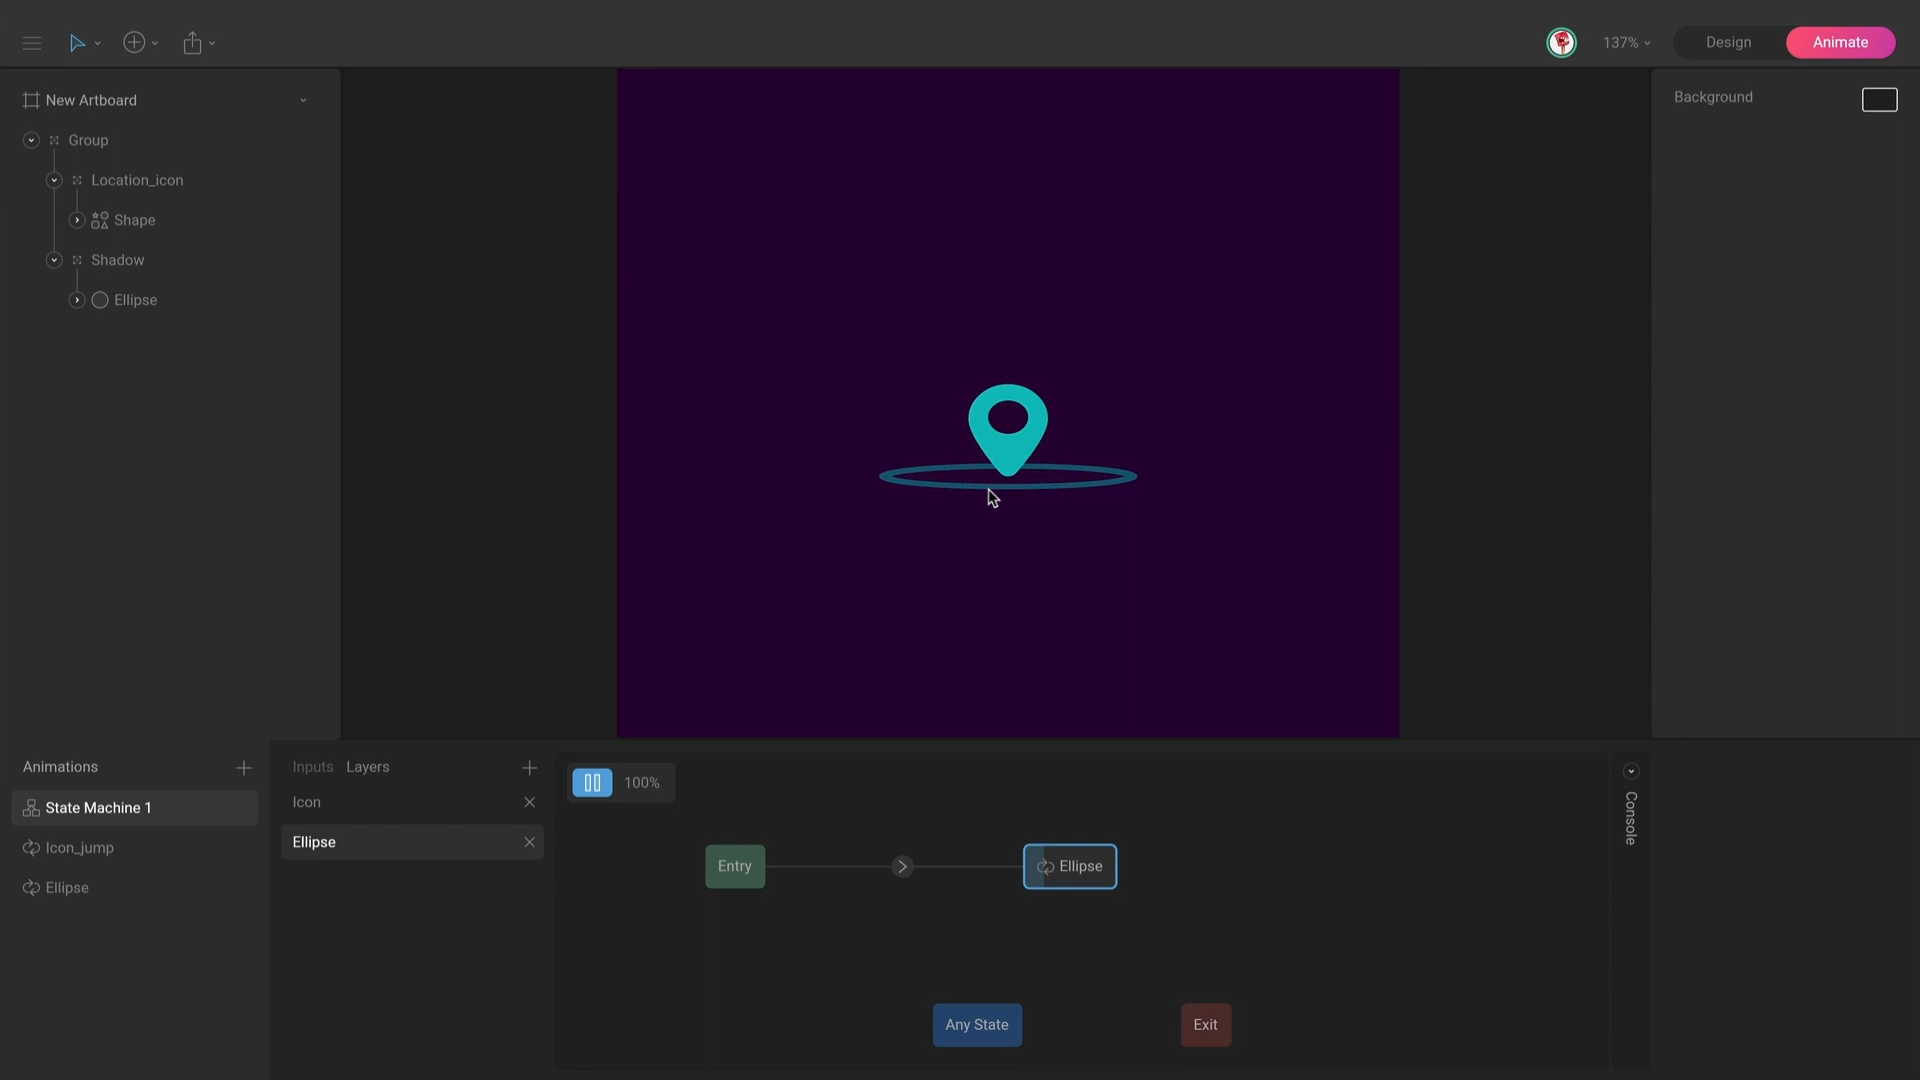 137%
Design
Animate
New Artboard
Group
Location_icon
Shape
Shadow
Ellipse
Background
Animations
State Machine 1
Icon_jump
Ellipse
Inputs
Layers
Icon
Ellipse
100%
Entry
Ellipse
Any State
Exit
Console